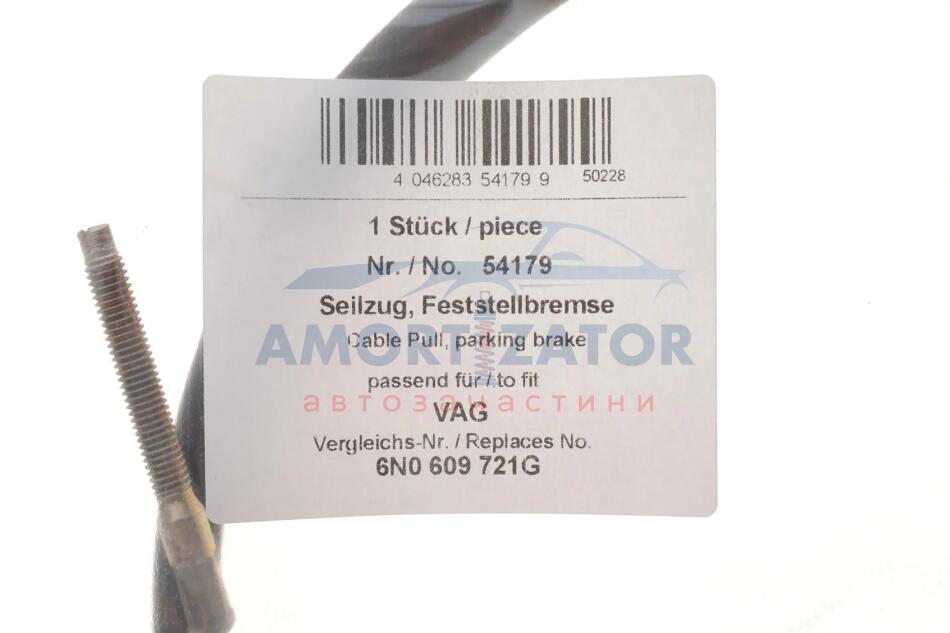 4 046283 54179 9 50228
1 Stück / piece
Nr. / No. 54179
Seilzug, Feststellbremse
AMORTIZATOR
Cable Pull, parking brake
passend für / to fit
автозапчастини
VAG
Vergleichs-Nr. / Replaces No.
6N0 609 721G